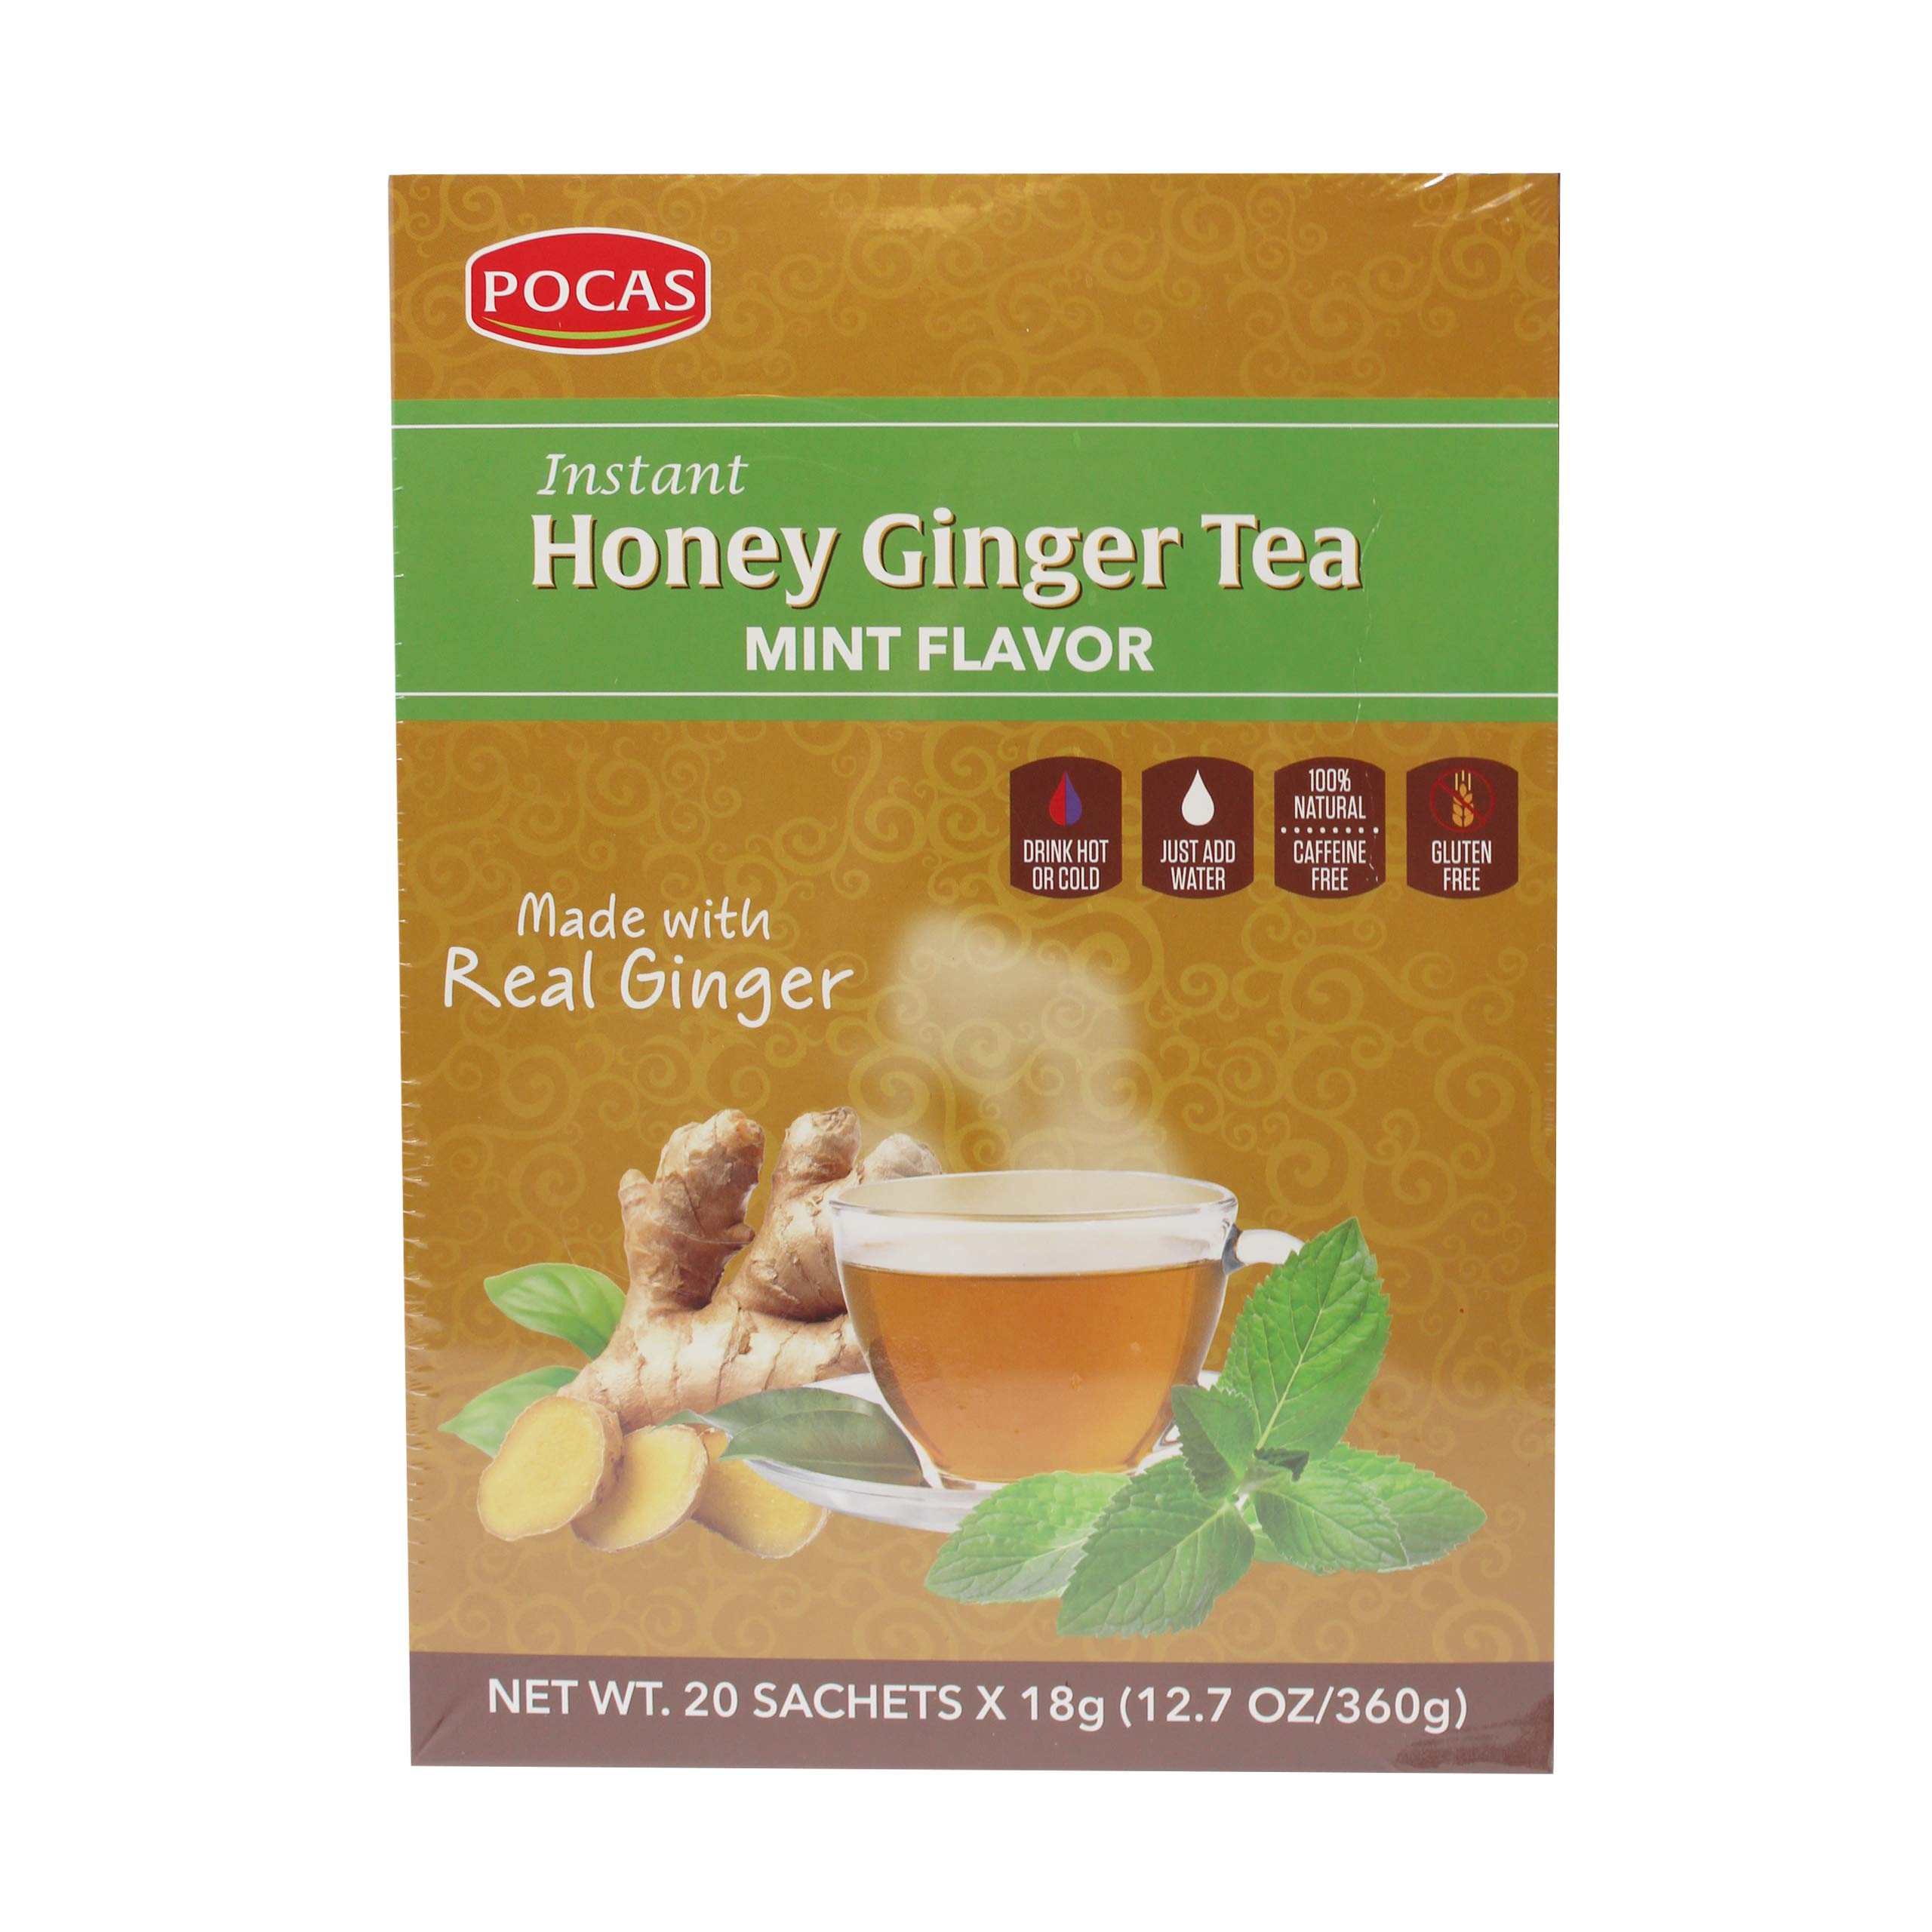 POCAS
Instant
Honey Ginger Tea
MINT FLAVOR
DRINK HOT
OR COLD
JUST ADD
WATER
100%
NATURAL
CAFFEINE
FREE
GLUTEN
FREE
Made with
Real Ginger
NET WT. 20 SACHETS X 18g (12.7 OZ/360g)